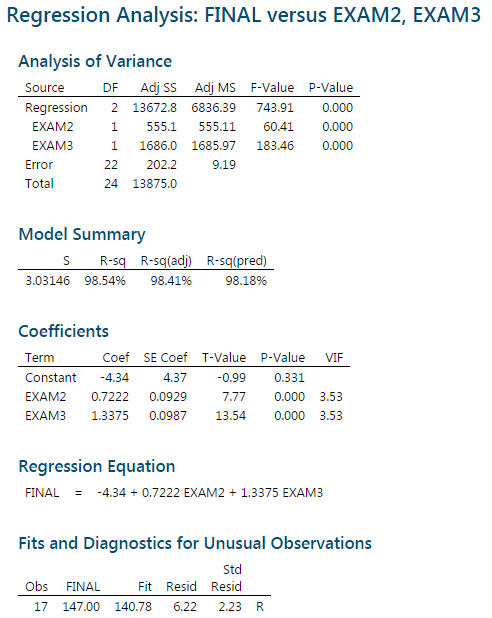 Regression Analysis: FINAL versus EXAM2, EXAM3
Analysis of Variance
Source DF Adj SS Adj MS F-Value P-Value
Regression 2 13672.8 6836.39 743.91 0.000
EXAM2 1 555.1 555.11 60.41 0.000
EXAM3 1 1686.0 1685.97 183.46 0.000
Error 22 202.2 9.19
Total 24 13875.0
Model Summary
S R-sq R-sq(adj) R-sq(pred)
3.03146 98.54% 98.41% 98.18%
Coefficients
Term Coef SE Coef T-Value P-Value VIF
Constant -4.34 4.37 -0.99 0.331
EXAM2 0.7222 0.0929 7.77 0.000 3.53
EXAM3 1.3375 0.0987 13.54 0.000 3.53
Regression Equation
FINAL = -4.34 + 0.7222 EXAM2 + 1.3375 EXAM3
Fits and Diagnostics for Unusual Observations
Std
Obs FINAL Fit Resid Resid
17 147.00 140.78 6.22 2.23 R